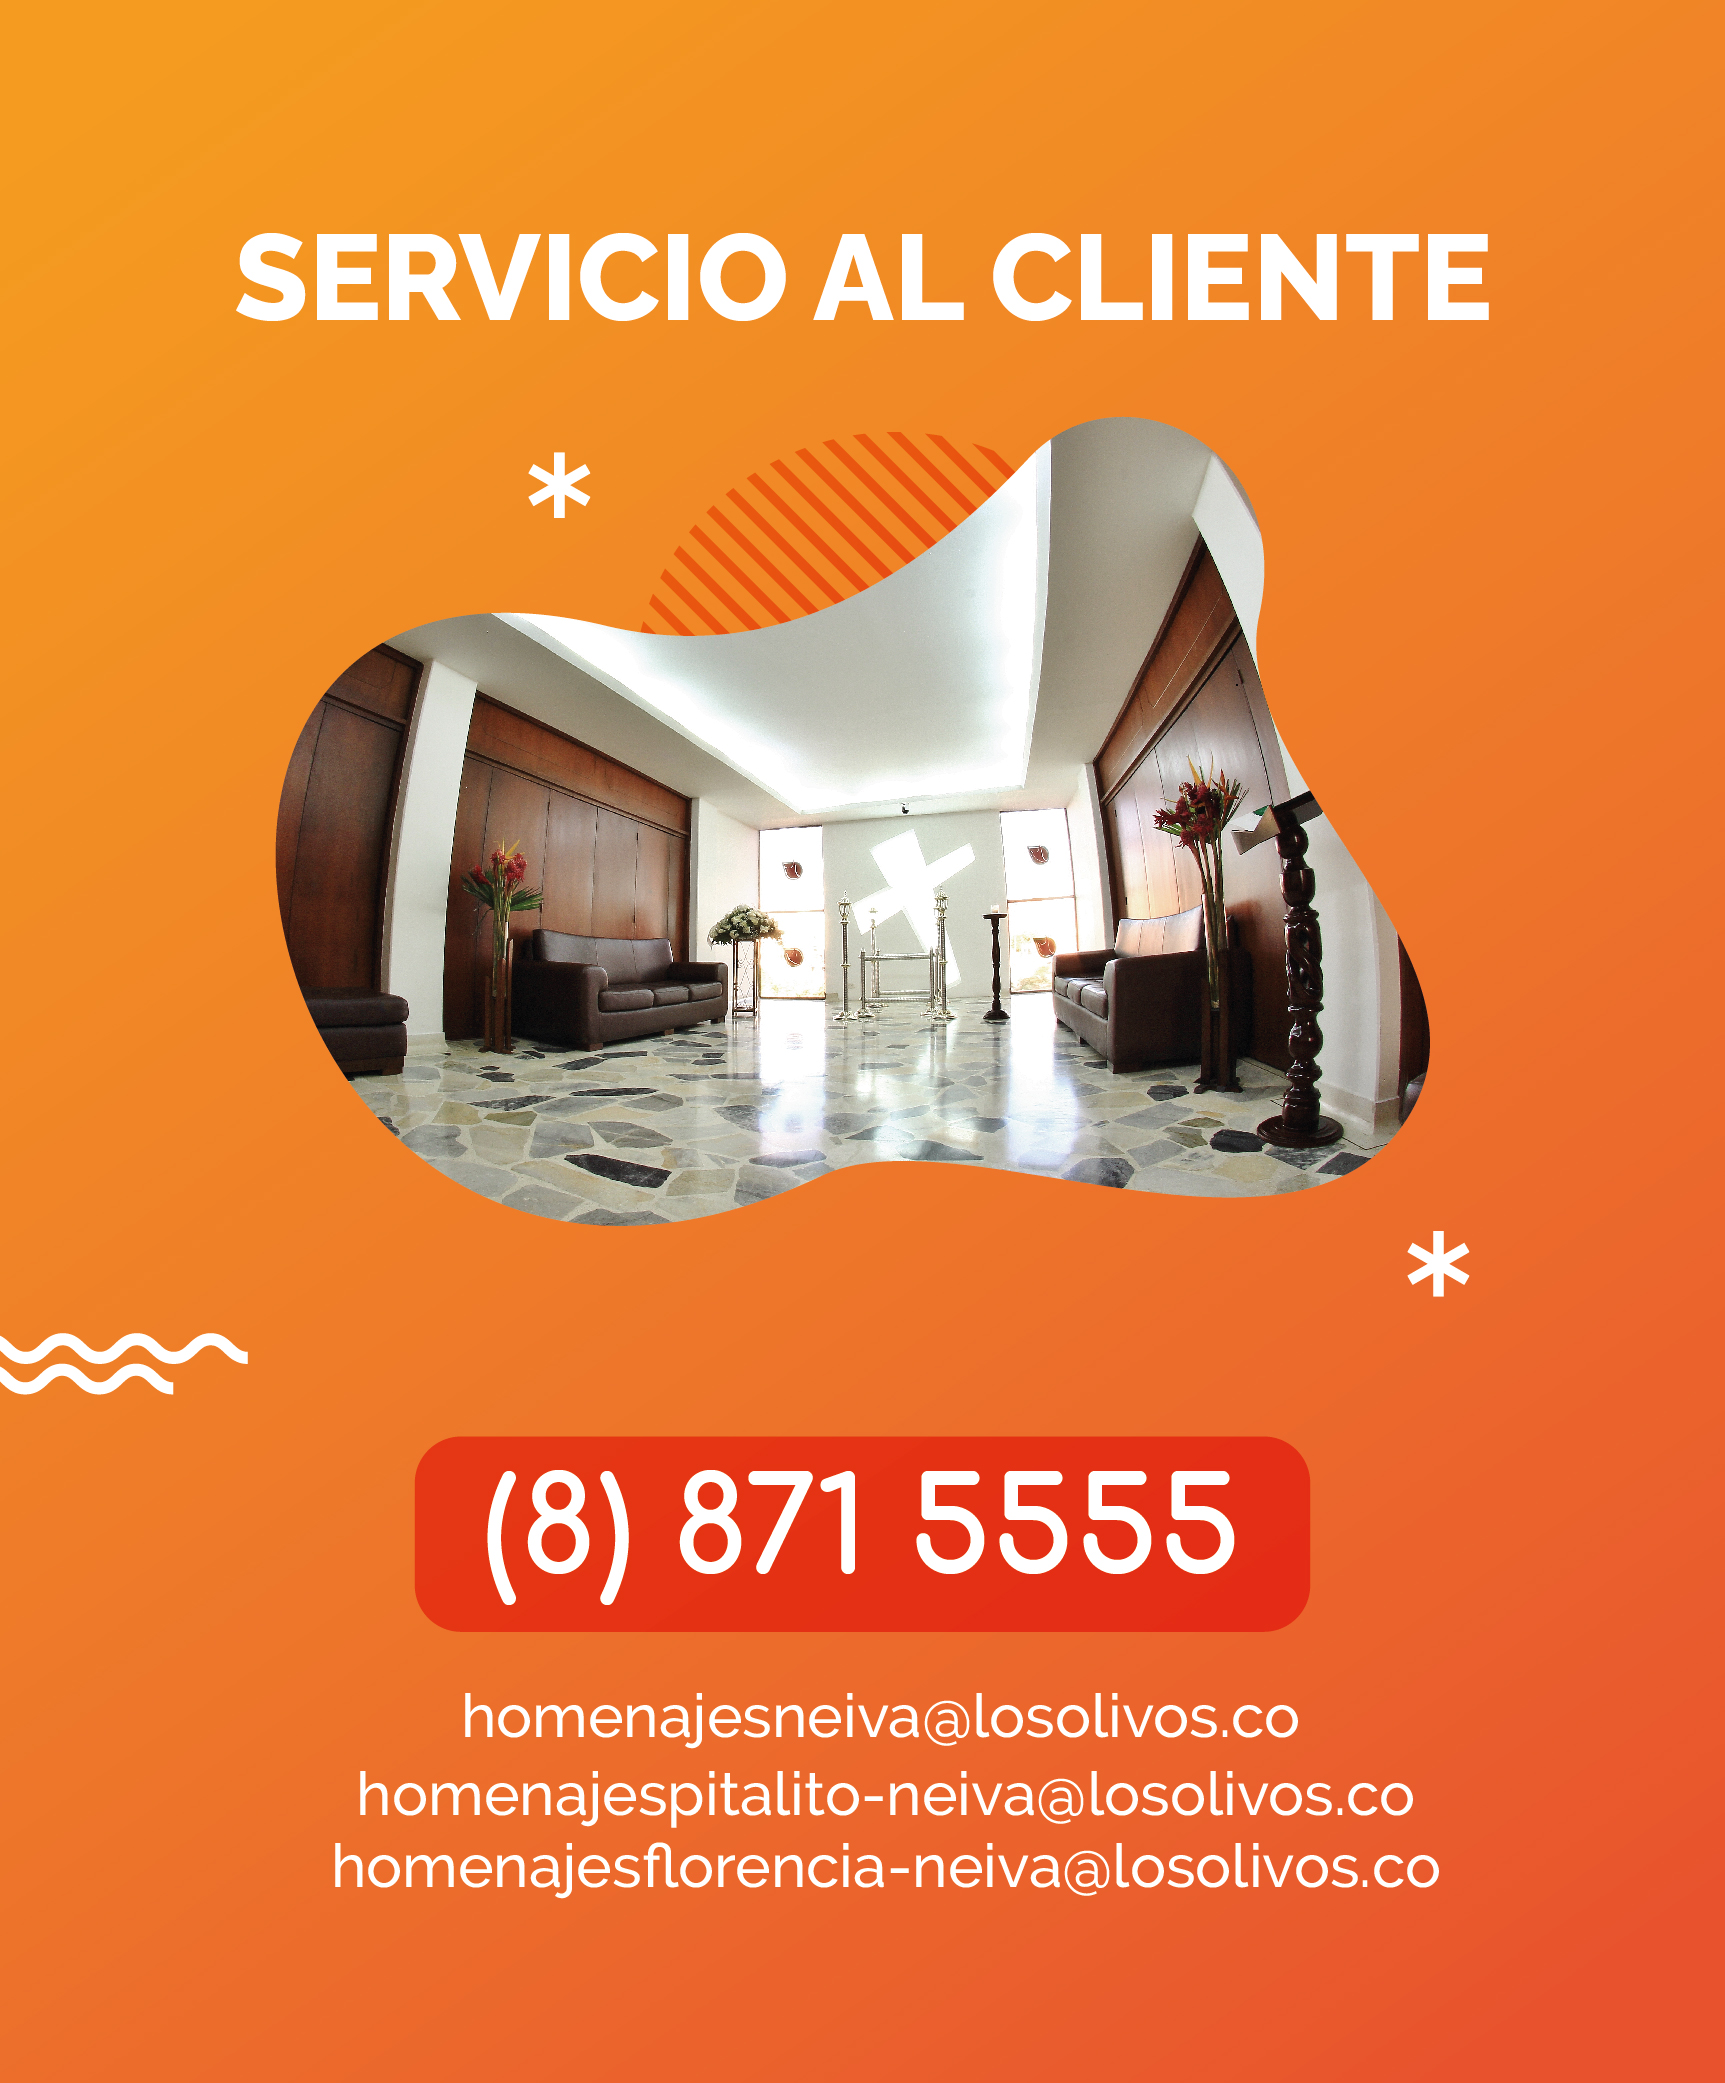 SERVICIO AL CLIENTE
(8) 871 5555
homenajesneiva@losolivos.co
homenajespitalito-neiva@losolivos.co
homenajesflorencia-neiva@losolivos.co